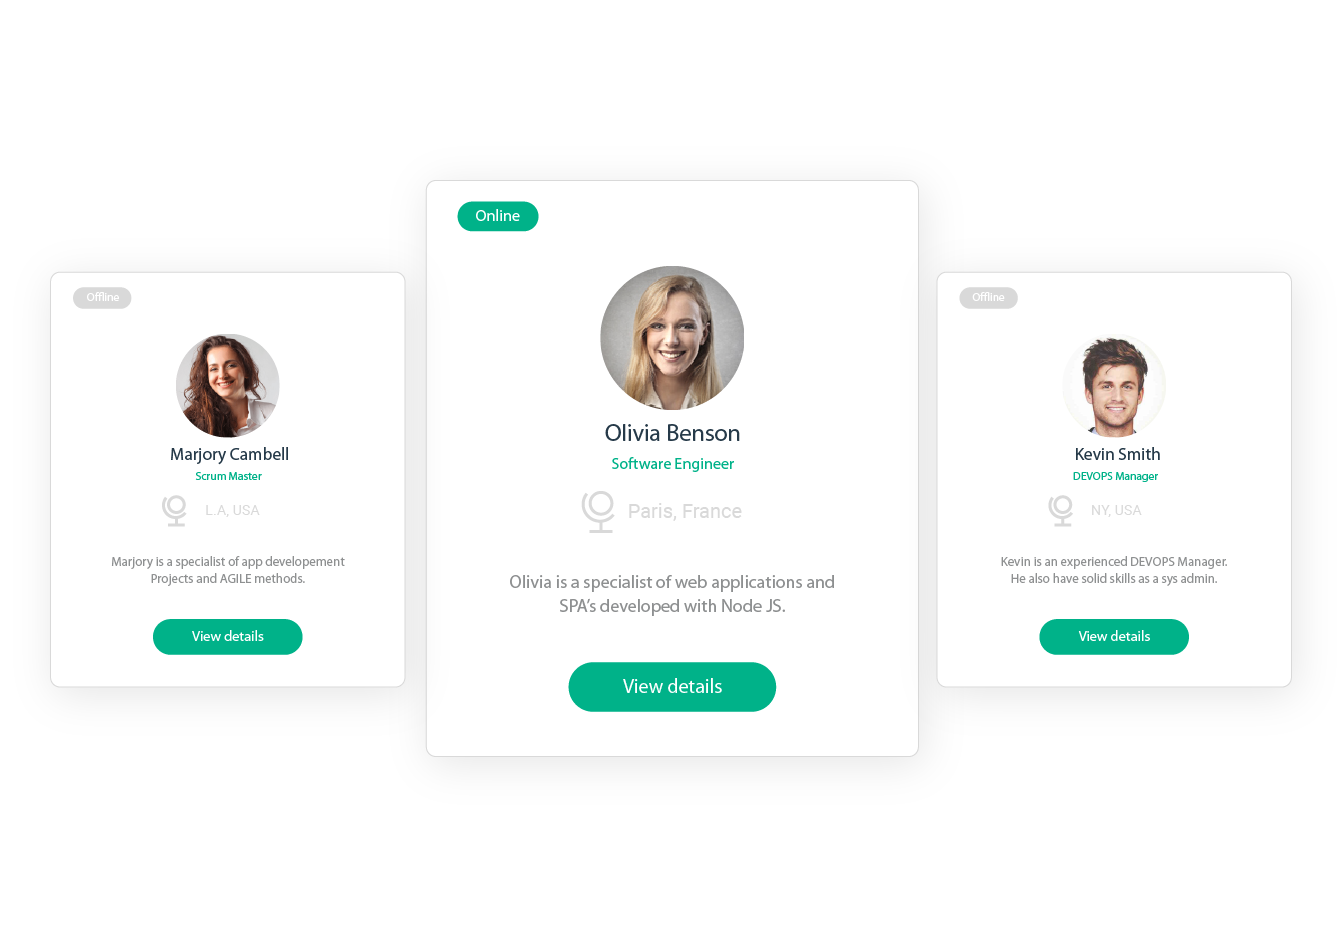 Offline
Marjory Cambell
Scrum Master
L.A, USA
Marjory is a specialist of app developement
Projects and AGILE methods.
View details
Online
Olivia Benson
Software Engineer
Paris, France
Olivia is a specialist of web applications and
SPA's developed with Node JS.
View details
Offline
Kevin Smith
DEVOPS Manager
NY, USA
Kevin is an experienced DEVOPS Manager.
He also have solid skills as a sys admin.
View details